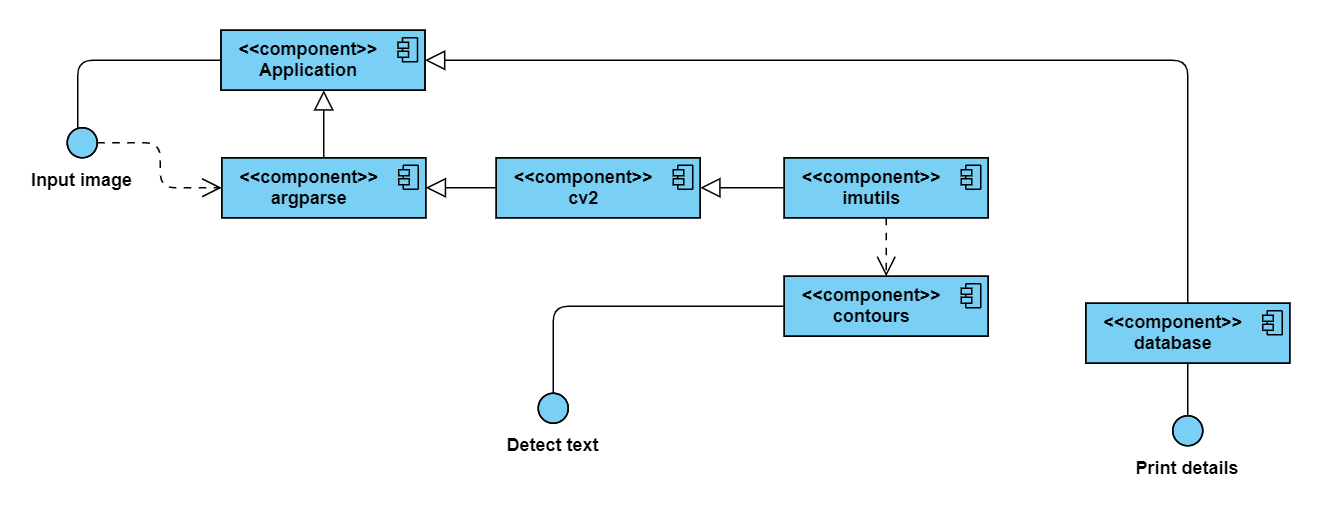 <<component>>
Application
Input image
<<component>>
argparse
<<component>>
cv2
<<component>>
imutils
<<component>>
contours
<<component>>
database
Detect text
Print details